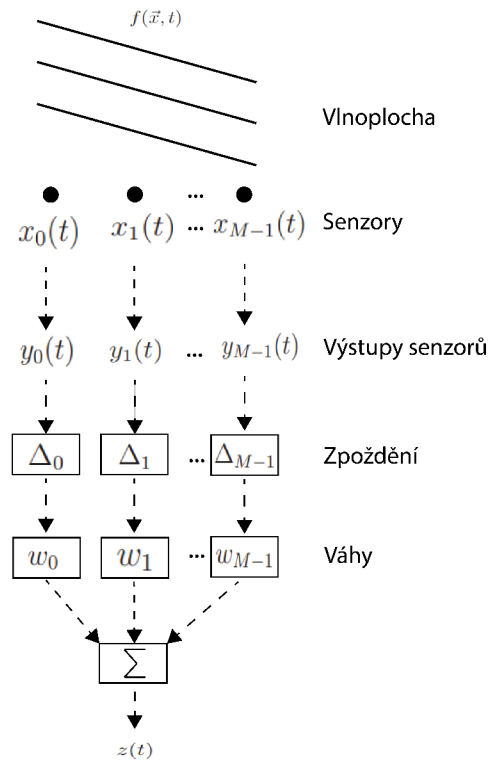 f(x⃗, t)
Vlnoplocha
x₀(t) x₁(t) ... x_{M−1}(t) Senzory
...
y₀(t) y₁(t) ... y_{M−1}(t) Výstupy senzorů
Δ₀ Δ₁ ... Δ_{M−1} Zpoždění
w₀ w₁ ... w_{M−1} Váhy
∑
z(t)